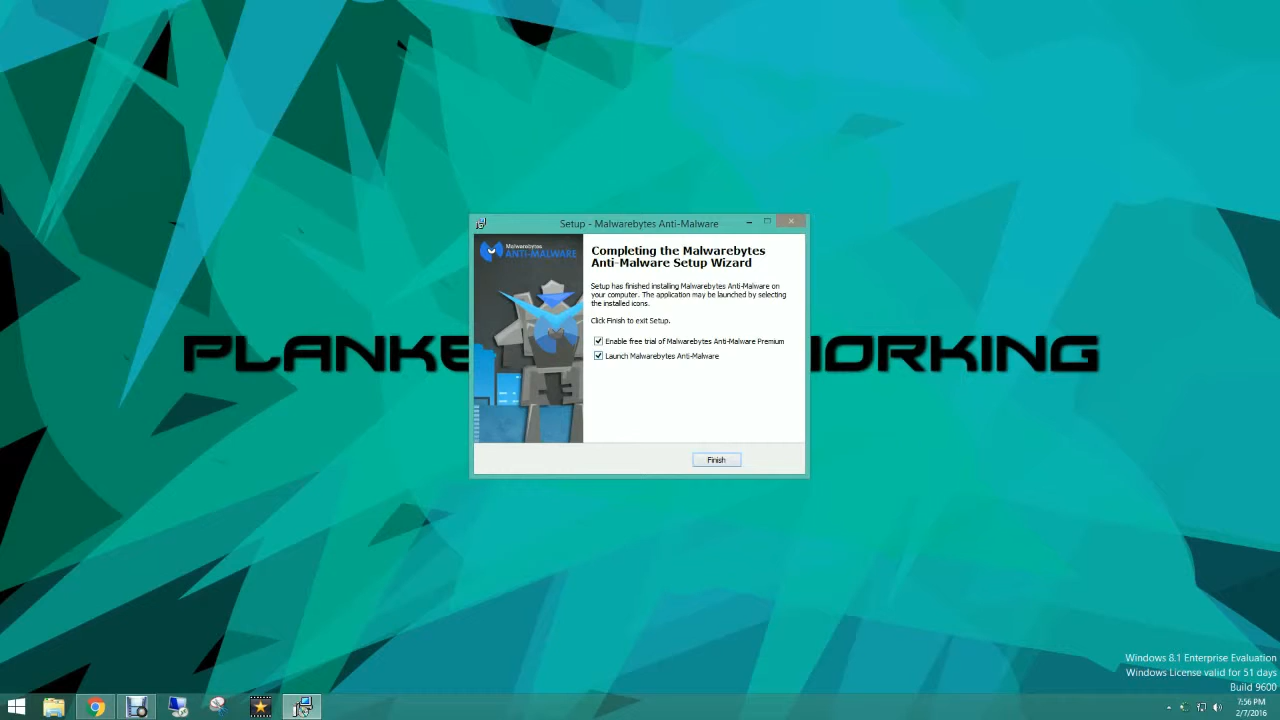 Setup - Malwarebytes Anti-Malware
Malwarebytes
ANTI-MALWARE
Completing the Malwarebytes
Anti-Malware Setup Wizard
Setup has finished installing Malwarebytes Anti-Malware on
your computer. The application may be launched by selecting
the installed icons.
Click Finish to exit Setup.
Enable free trial of Malwarebytes Anti-Malware Premium
Launch Malwarebytes Anti-Malware
Finish
PLANKE
ORKING
Windows 8.1 Enterprise Evaluation
Windows License valid for 51 days
Build 9600
7:56 PM
2/7/2016